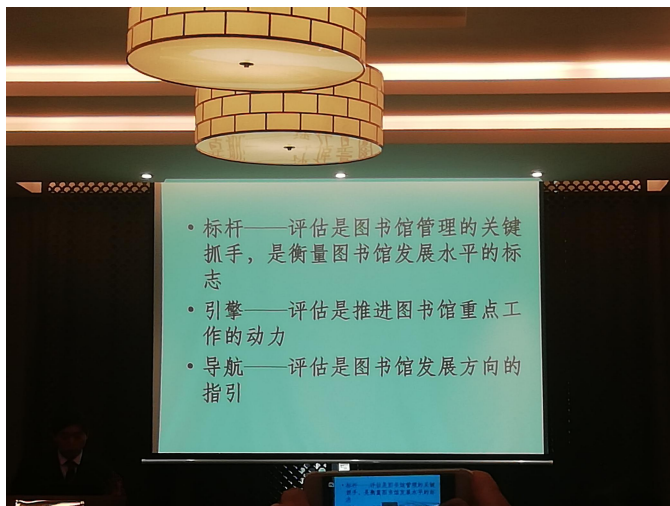 • 标杆——评估是图书馆管理的关键
抓手，是衡量图书馆发展水平的标
志
• 引擎——评估是推进图书馆重点工
作的动力
• 导航——评估是图书馆发展方向的
指引